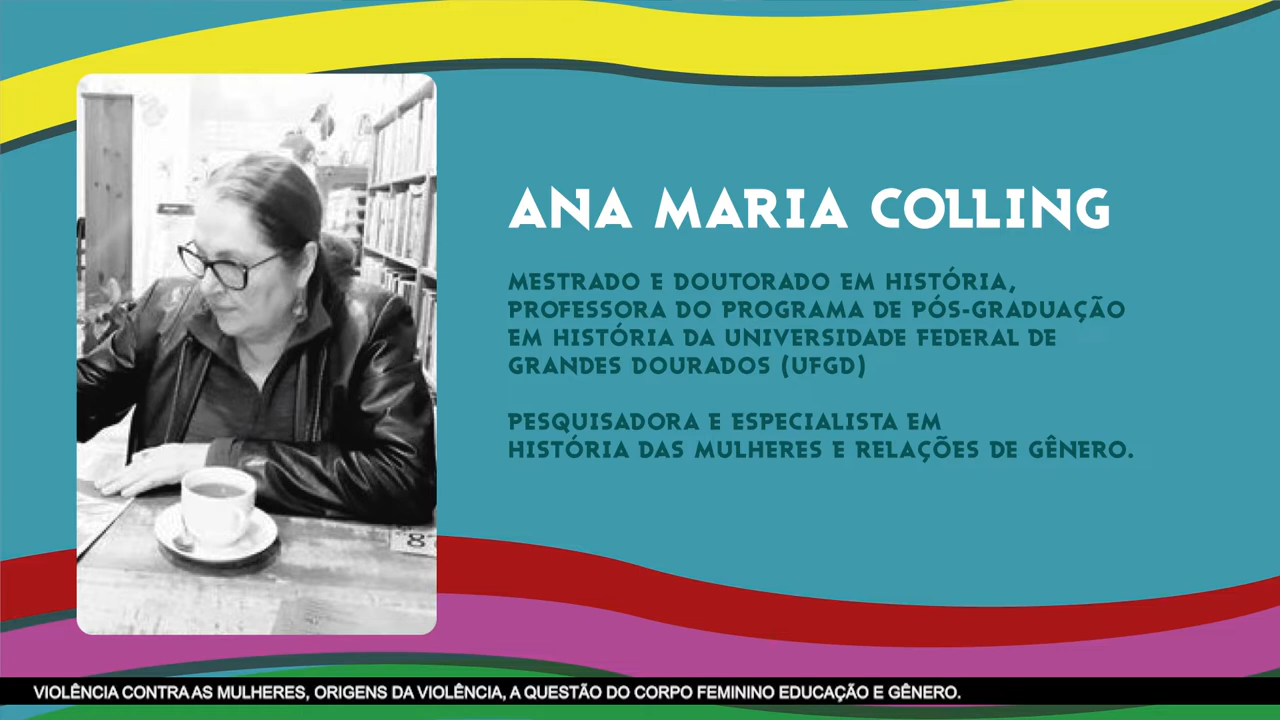 ANA MARIA COLLING
MESTRADO E DOUTORADO EM HISTÓRIA,
PROFESSORA DO PROGRAMA DE PÓS-GRADUAÇÃO
EM HISTÓRIA DA UNIVERSIDADE FEDERAL DE
GRANDES DOURADOS (UFGD)
PESQUISADORA E ESPECIALISTA EM
HISTÓRIA DAS MULHERES E RELAÇÕES DE GÊNERO.
8
VIOLÊNCIA CONTRA AS MULHERES, ORIGENS DA VIOLÊNCIA, A QUESTÃO DO CORPO FEMININO EDUCAÇÃO E GÊNERO.